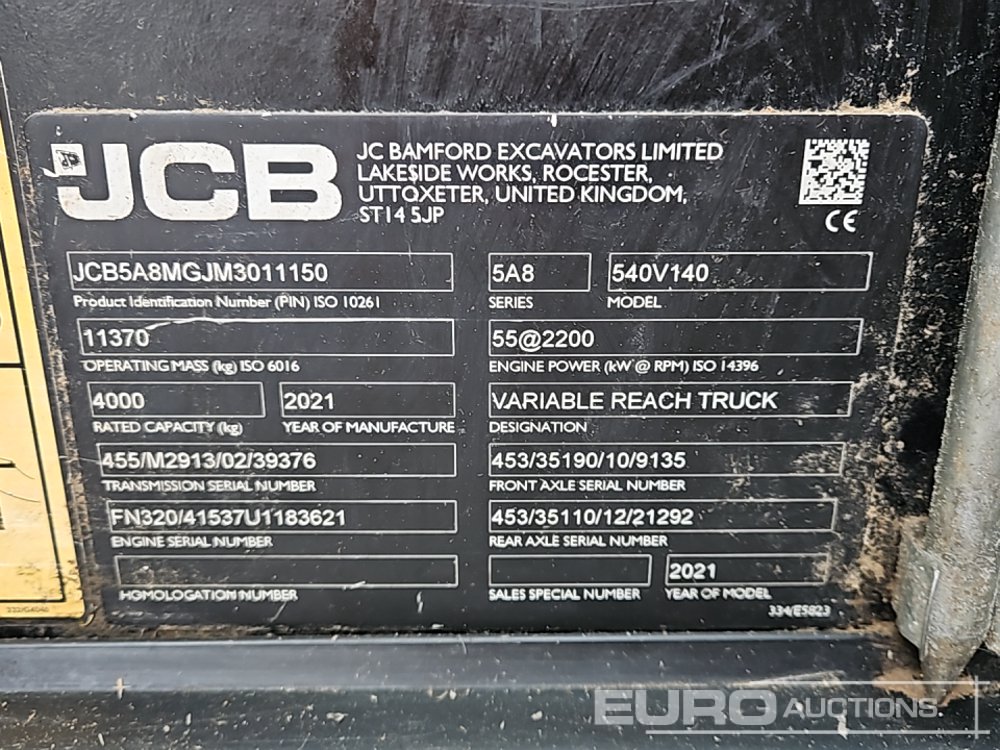 JCB
JC BAMFORD EXCAVATORS LIMITED
LAKESIDE WORKS, ROCESTER,
UTTOXETER, UNITED KINGDOM,
ST14 5JP
CE
JCB5A8MGJM3011150
Product Identification Number (PIN) ISO 10261
5A8
SERIES
540V140
MODEL
11370
OPERATING MASS (kg) ISO 6016
55@2200
ENGINE POWER (kW @ RPM) ISO 14396
4000
RATED CAPACITY (kg)
2021
YEAR OF MANUFACTURE
VARIABLE REACH TRUCK
DESIGNATION
455/M2913/02/39376
TRANSMISSION SERIAL NUMBER
453/35190/10/9135
FRONT AXLE SERIAL NUMBER
FN320/41537U1183621
ENGINE SERIAL NUMBER
453/35110/12/21292
REAR AXLE SERIAL NUMBER
HOMOLOGATION NUMBER
SALES SPECIAL NUMBER
2021
YEAR OF MODEL
334/E5823
EURO AUCTIONS